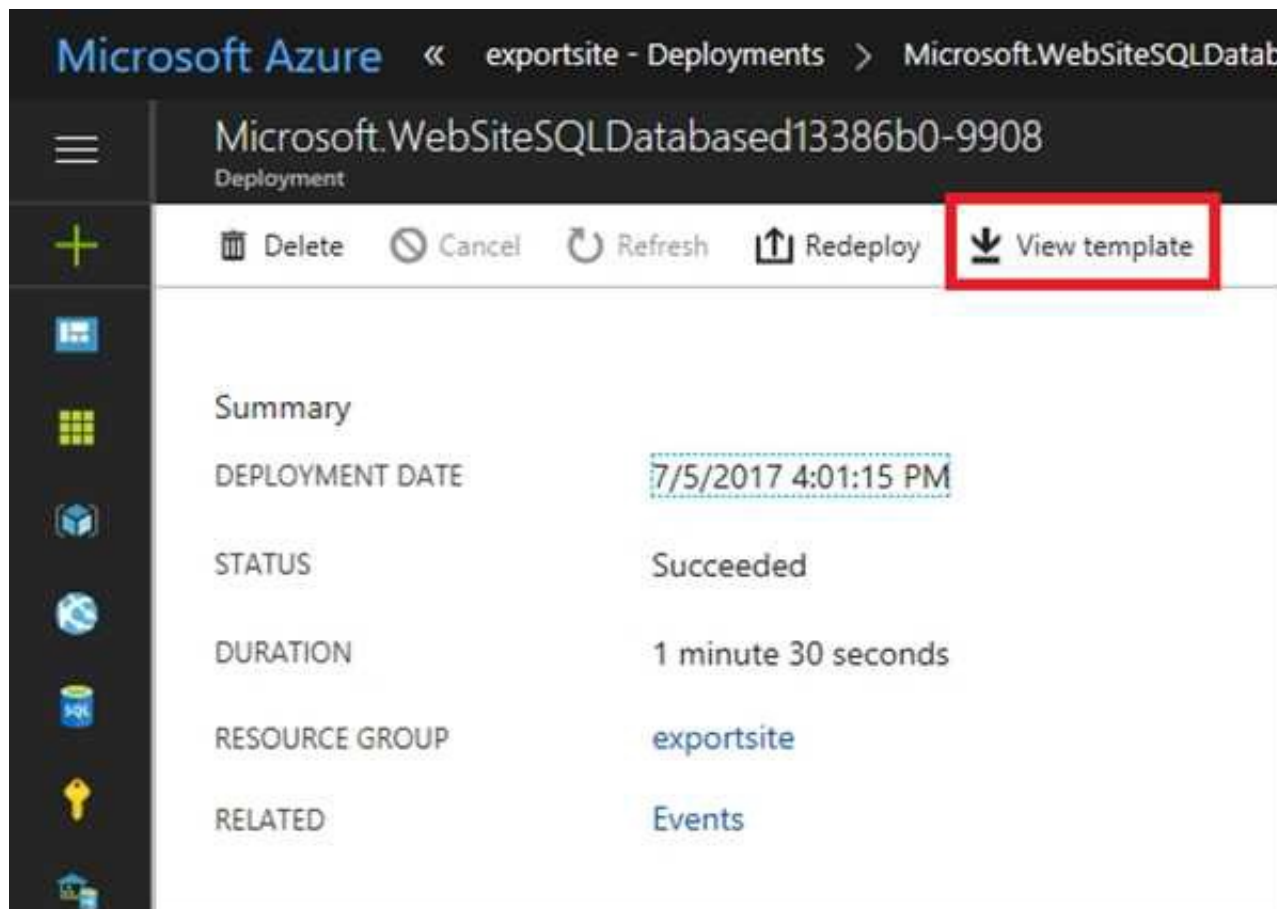 Microsoft Azure « exportsite - Deployments > Microsoft.WebSiteSQLDatab
Microsoft.WebSiteSQLDatabased13386b0-9908
Deployment
Delete Cancel Refresh Redeploy View template
Summary
DEPLOYMENT DATE 7/5/2017 4:01:15 PM
STATUS Succeeded
DURATION 1 minute 30 seconds
RESOURCE GROUP exportsite
RELATED Events
SQL